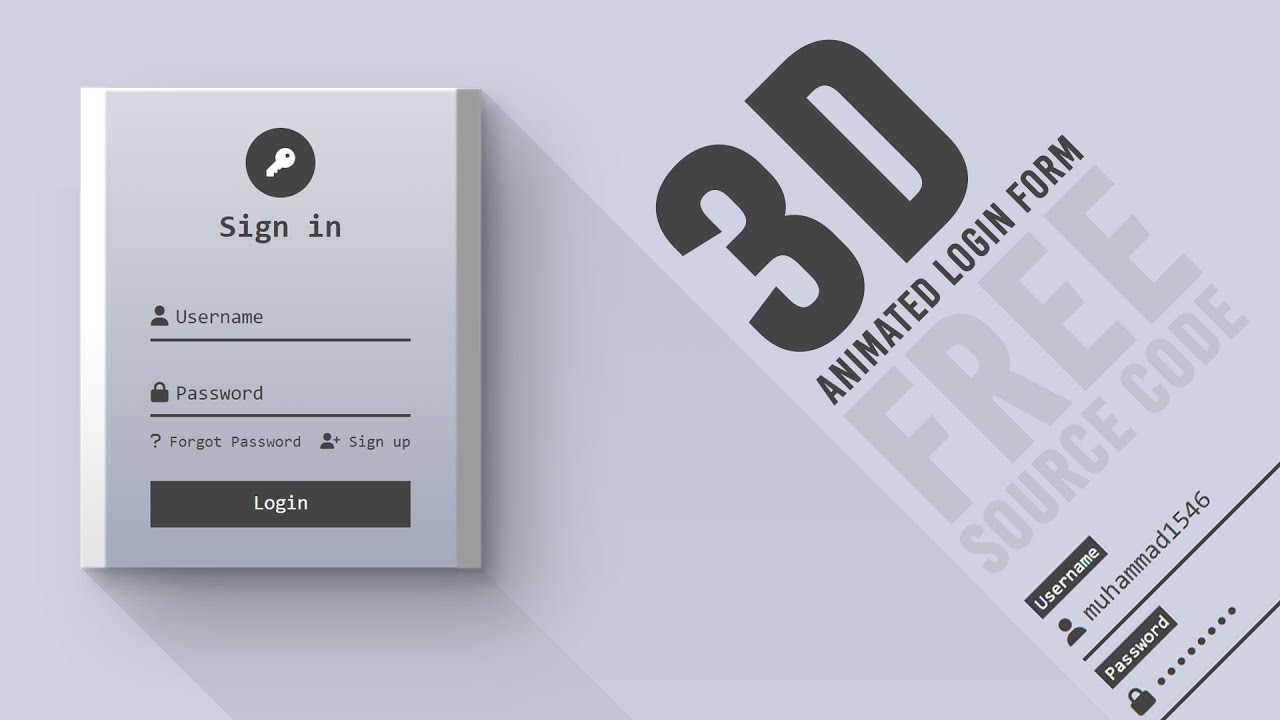 Sign in
Username
Password
? Forgot Password Sign up
Login
3D
ANIMATED LOGIN FORM
FREE
SOURCE CODE
Username
muhammad1546
Password
••••••••